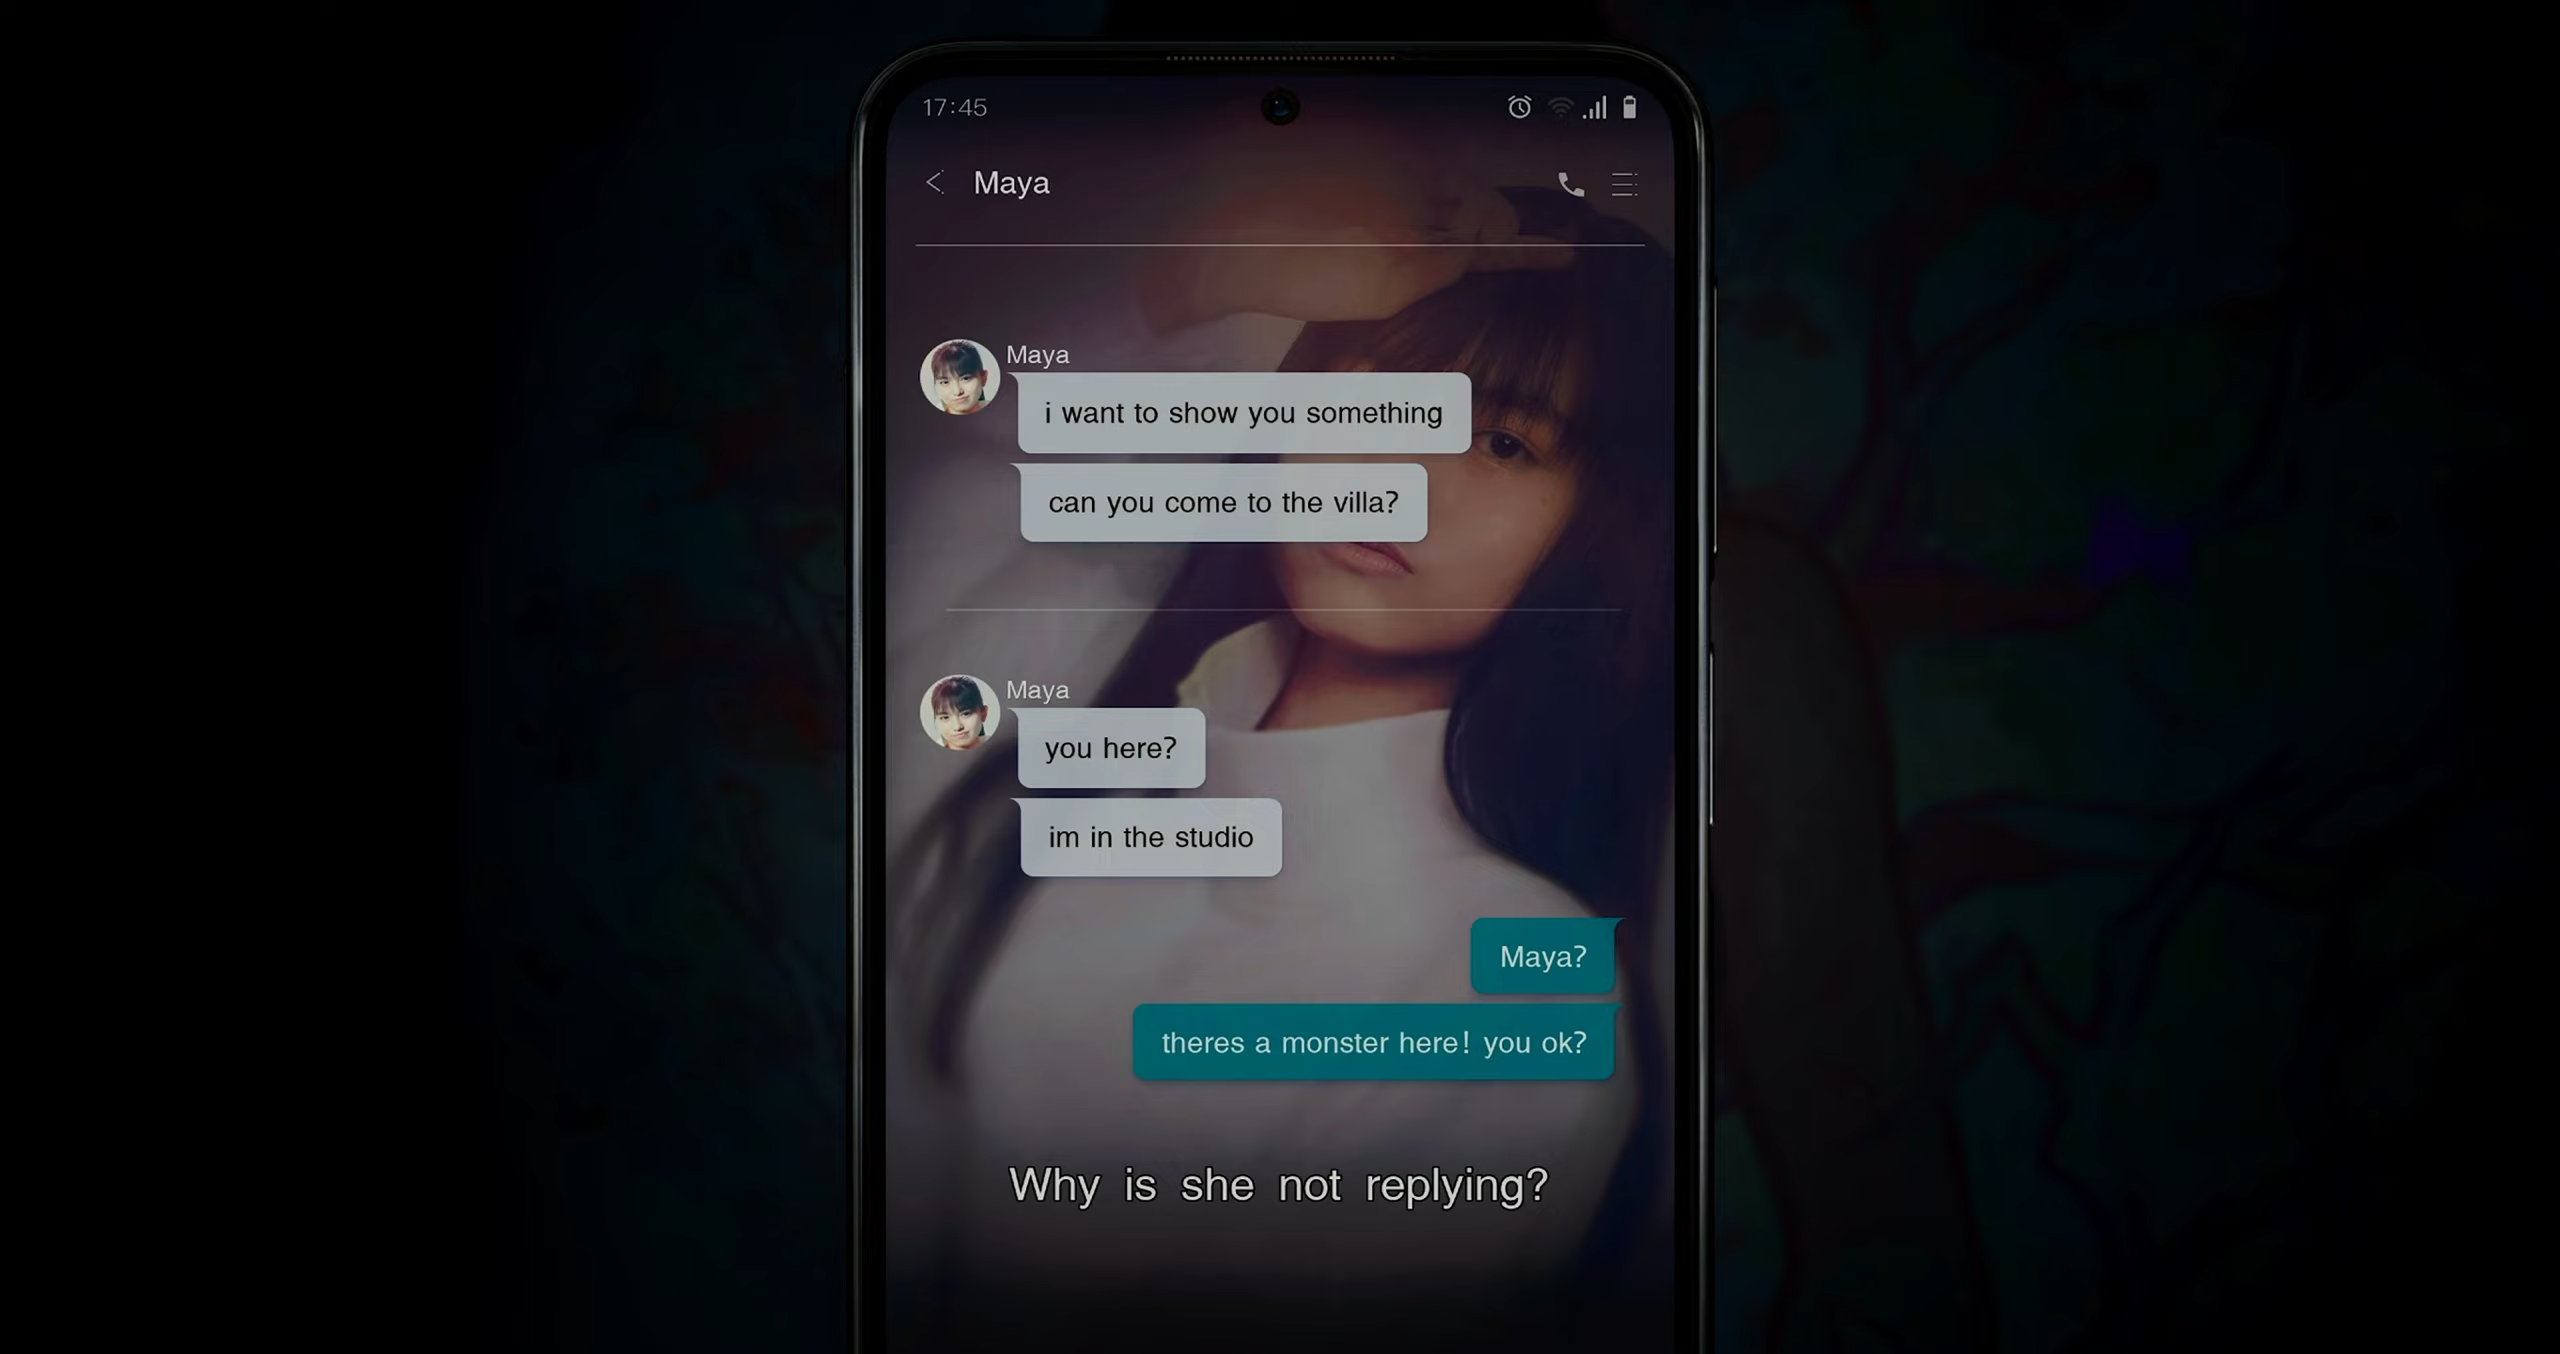 17:45
Maya
Maya
i want to show you something
can you come to the villa?
Maya
you here?
im in the studio
Maya?
theres a monster here! you ok?
Why is she not replying?